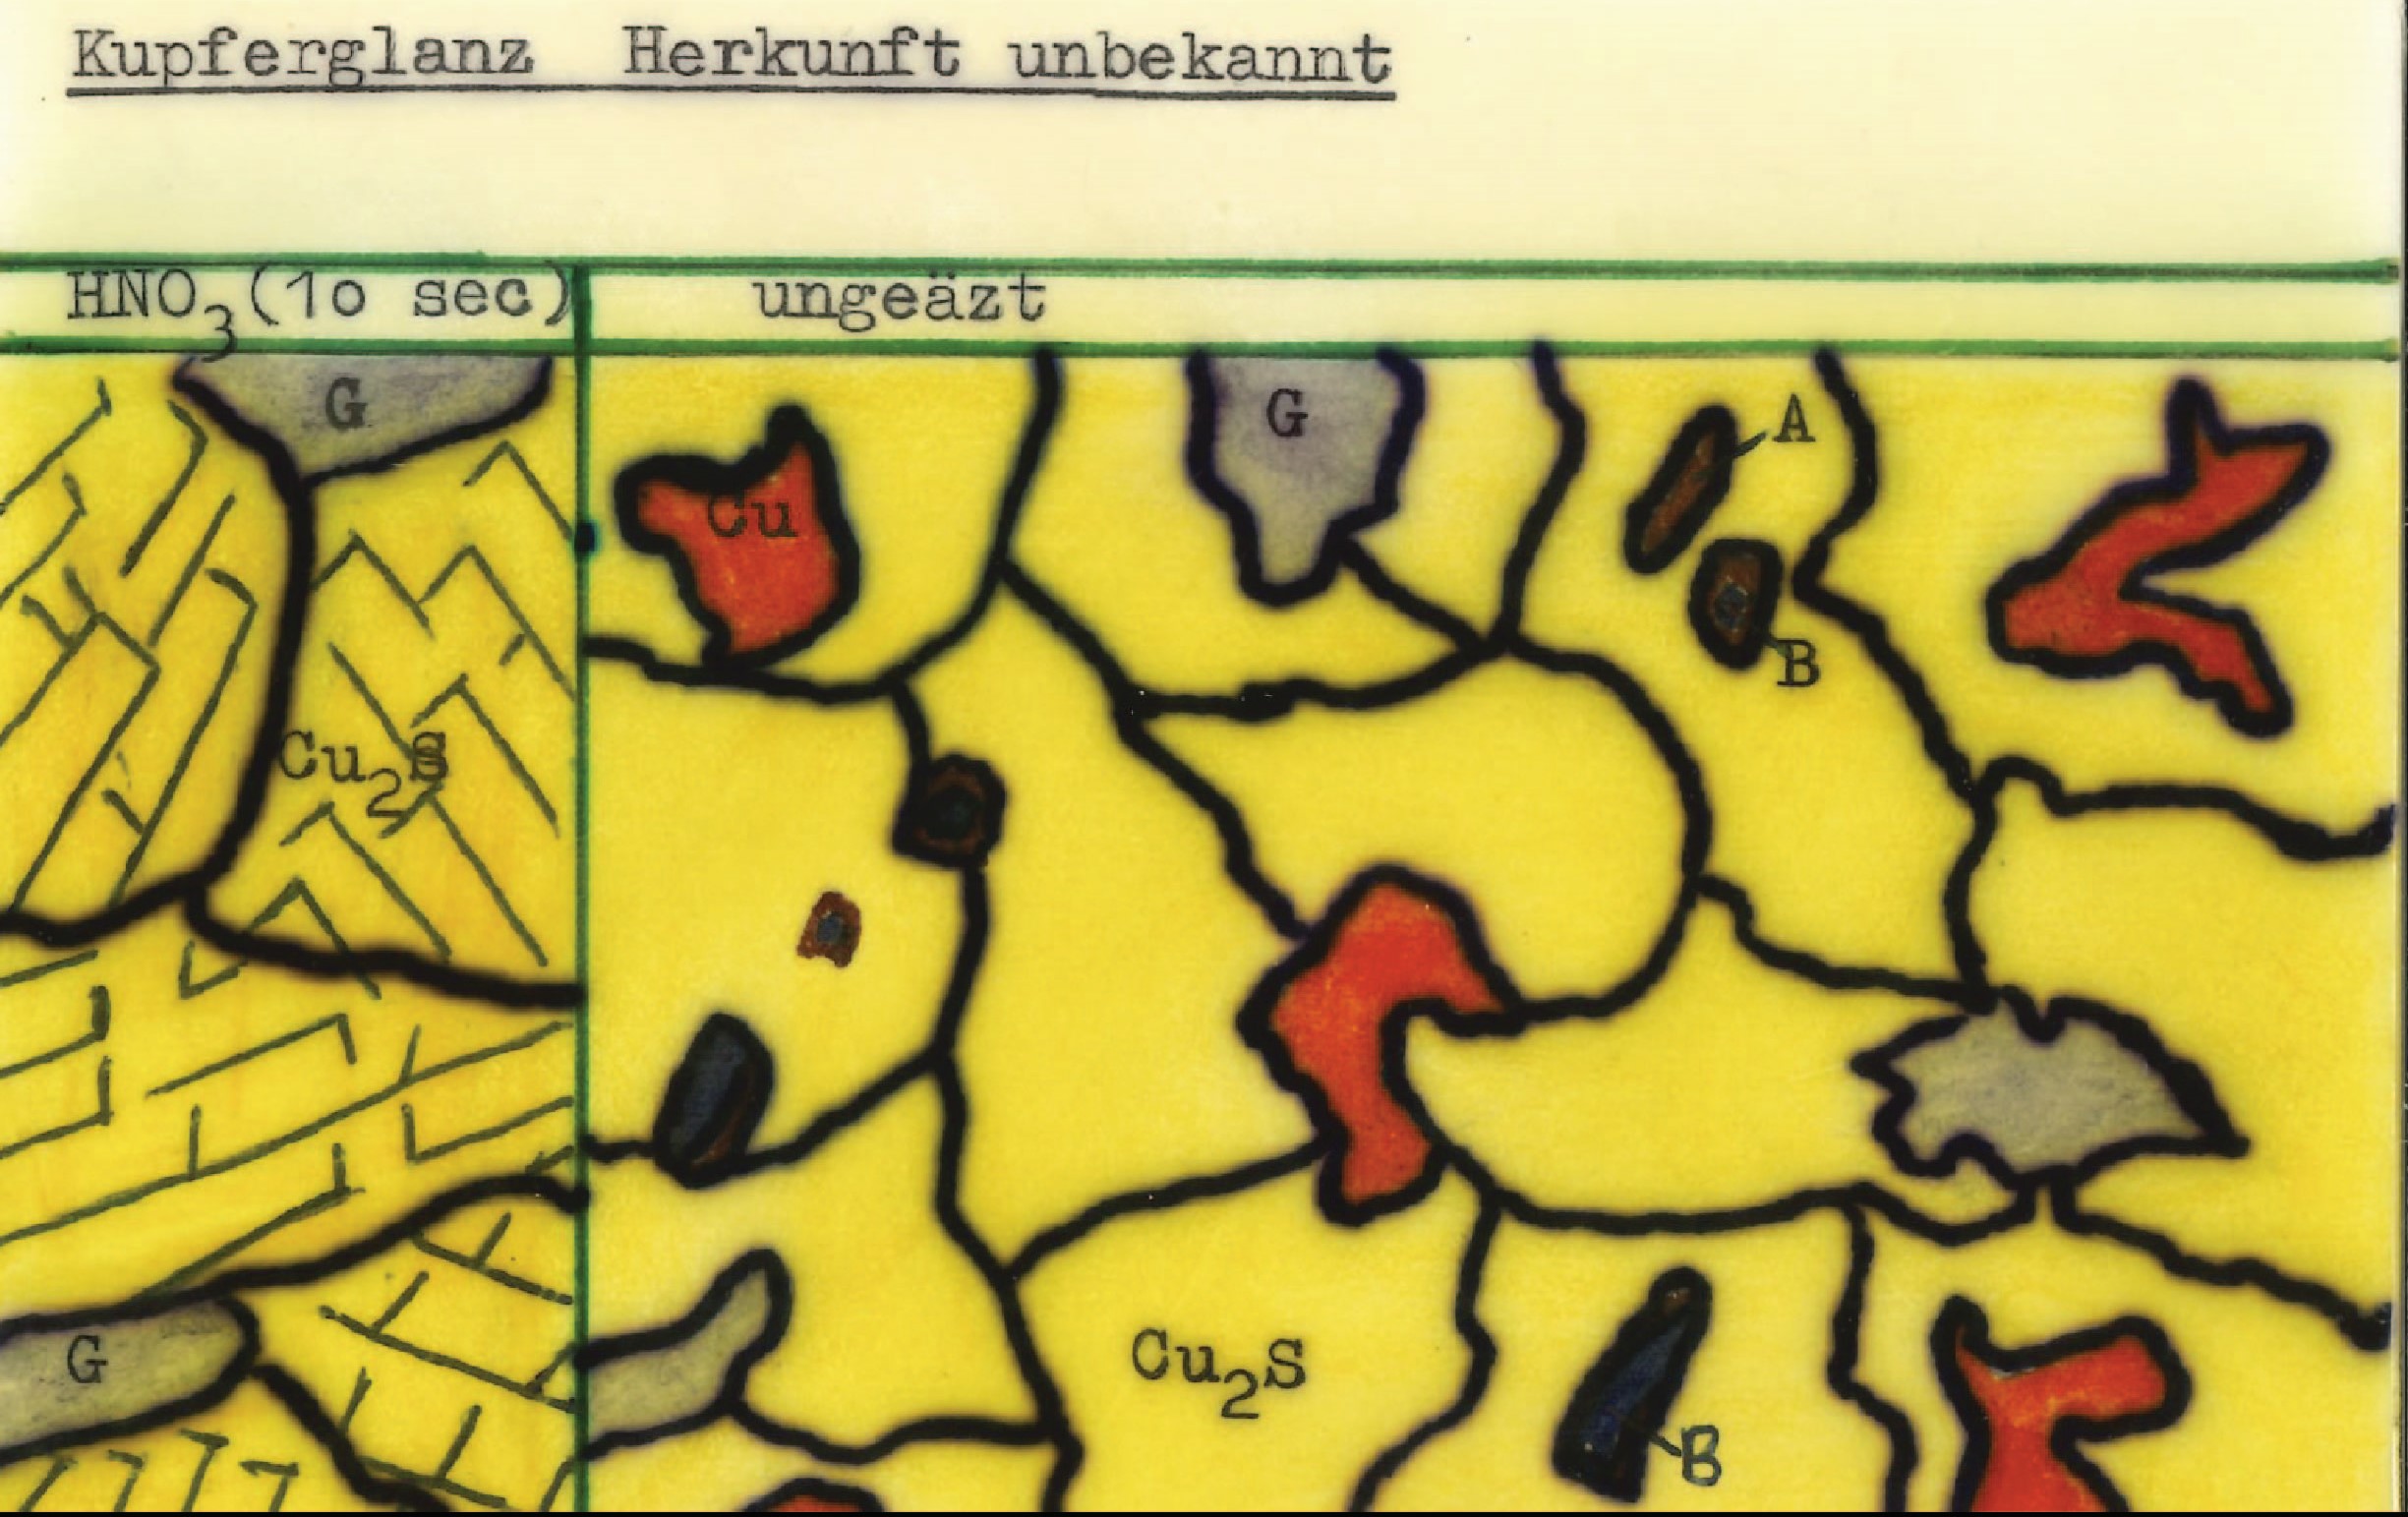 Kupferglanz Herkunft unbekannt
HNO₃(1o sec) ungeäzt
G
G
A
Cu
B
Cu₂S
Cu₂S
G
B